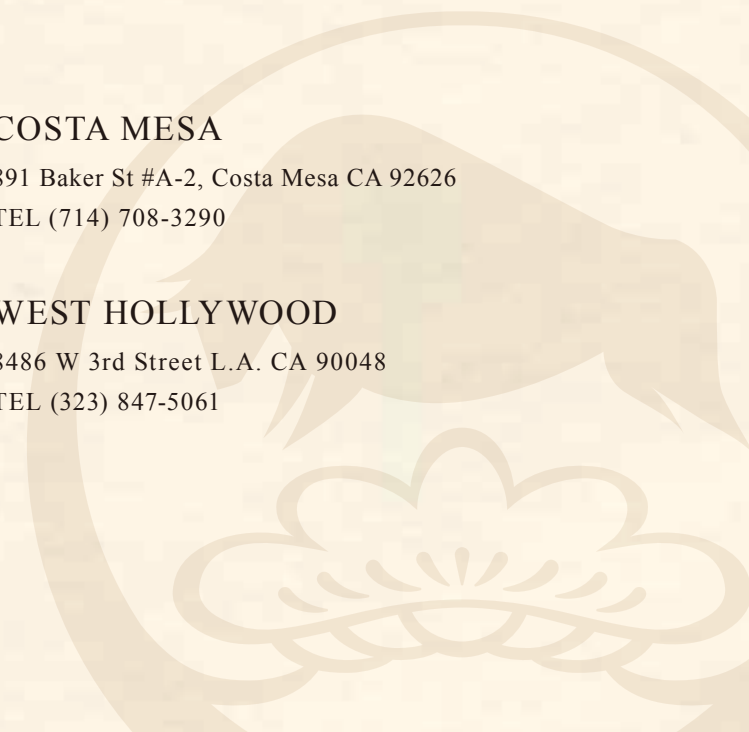 COSTA MESA
891 Baker St #A-2, Costa Mesa CA 92626
TEL (714) 708-3290
WEST HOLLYWOOD
8486 W 3rd Street L.A. CA 90048
TEL (323) 847-5061